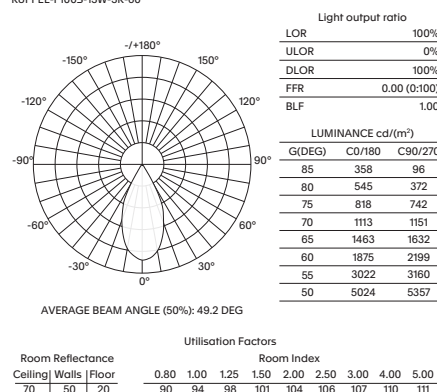 Light output ratio
LOR 100%
ULOR 0%
DLOR 100%
FFR 0.00 (0:100)
BLF 1.00
-/+180°
-150° 150°
-120° 120°
-90° 90°
-60° 60°
-30° 30°
0°
AVERAGE BEAM ANGLE (50%): 49.2 DEG
LUMINANCE cd/(m²)
G(DEG) C0/180 C90/270
85 358 96
80 545 372
75 818 742
70 1113 1151
65 1463 1632
60 1875 2199
55 3022 3160
50 5024 5357
Utilisation Factors
Room Reflectance Room Index
Ceiling Walls Floor 0.80 1.00 1.25 1.50 2.00 2.50 3.00 4.00 5.00
70 50 20 90 94 98 101 104 106 107 110 111